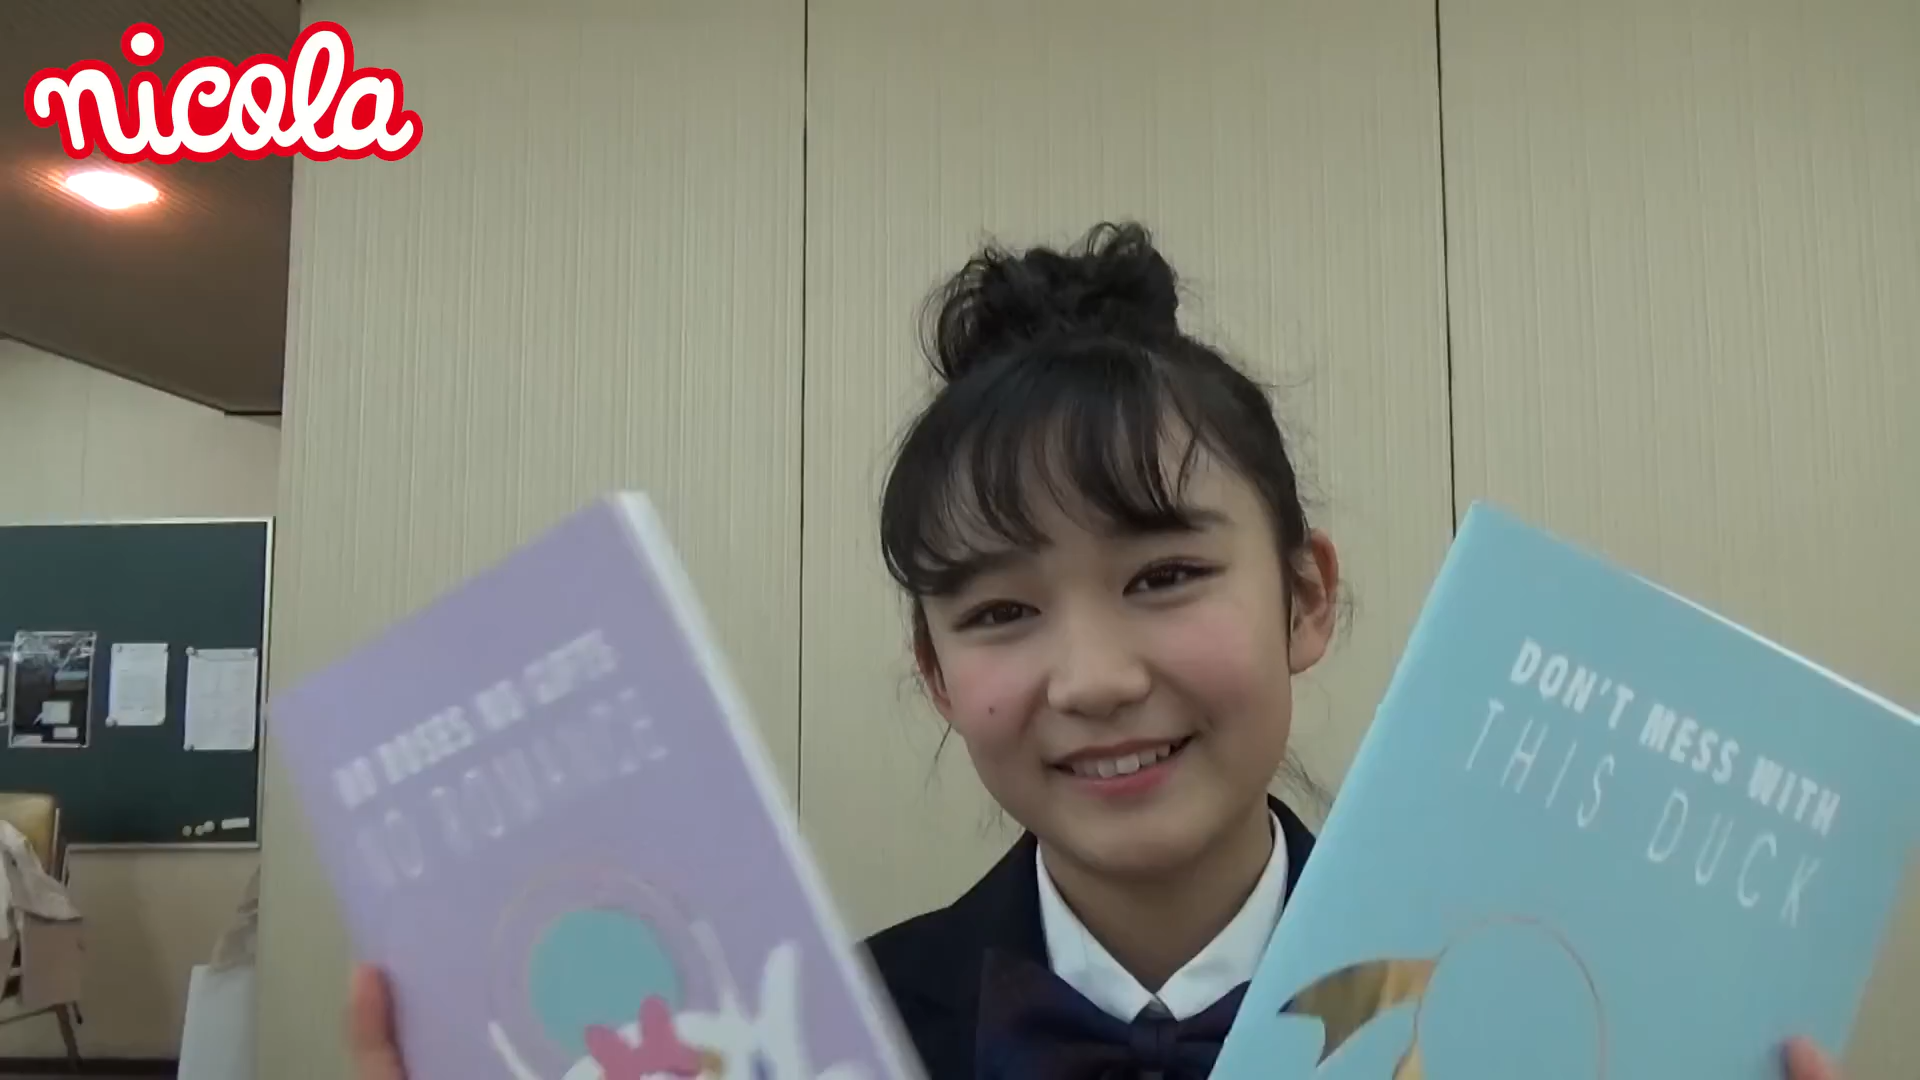 nicola
NO ROSES NO GIFTS
NO ROMANCE
DON'T MESS WITH
THIS DUCK